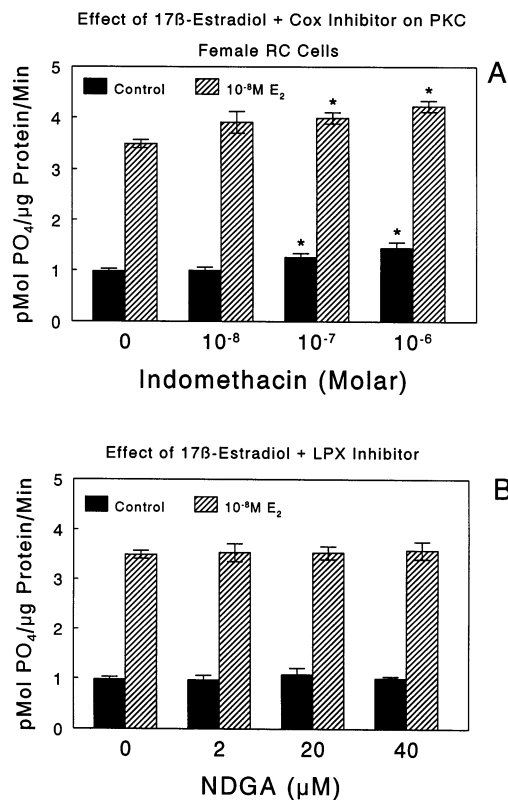 Effect of 17ß-Estradiol + Cox Inhibitor on PKC
Female RC Cells
A
Control
10⁻⁸M E₂
pMol PO₄/µg Protein/Min
5
4
3
2
1
0
*
*
*
*
0 10⁻⁸ 10⁻⁷ 10⁻⁶
Indomethacin (Molar)
Effect of 17ß-Estradiol + LPX Inhibitor
B
Control
10⁻⁸M E₂
pMol PO₄/µg Protein/Min
5
4
3
2
1
0
0 2 20 40
NDGA (µM)